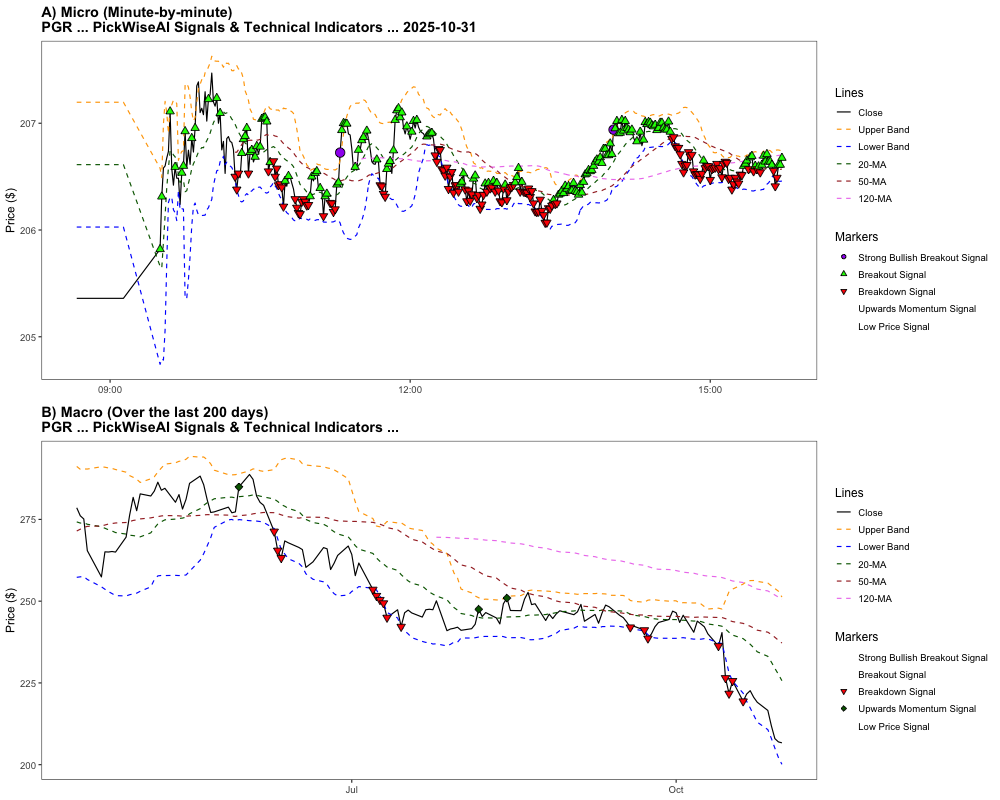 A) Micro (Minute-by-minute)
PGR ... PickWiseAI Signals & Technical Indicators ... 2025-10-31
Price ($)
207
206
205
09:00
12:00
15:00
Lines
Close
Upper Band
Lower Band
20-MA
50-MA
120-MA
Markers
Strong Bullish Breakout Signal
Breakout Signal
Breakdown Signal
Upwards Momentum Signal
Low Price Signal
B) Macro (Over the last 200 days)
PGR ... PickWiseAI Signals & Technical Indicators ...
Price ($)
275
250
225
200
Jul
Oct
Lines
Close
Upper Band
Lower Band
20-MA
50-MA
120-MA
Markers
Strong Bullish Breakout Signal
Breakout Signal
Breakdown Signal
Upwards Momentum Signal
Low Price Signal